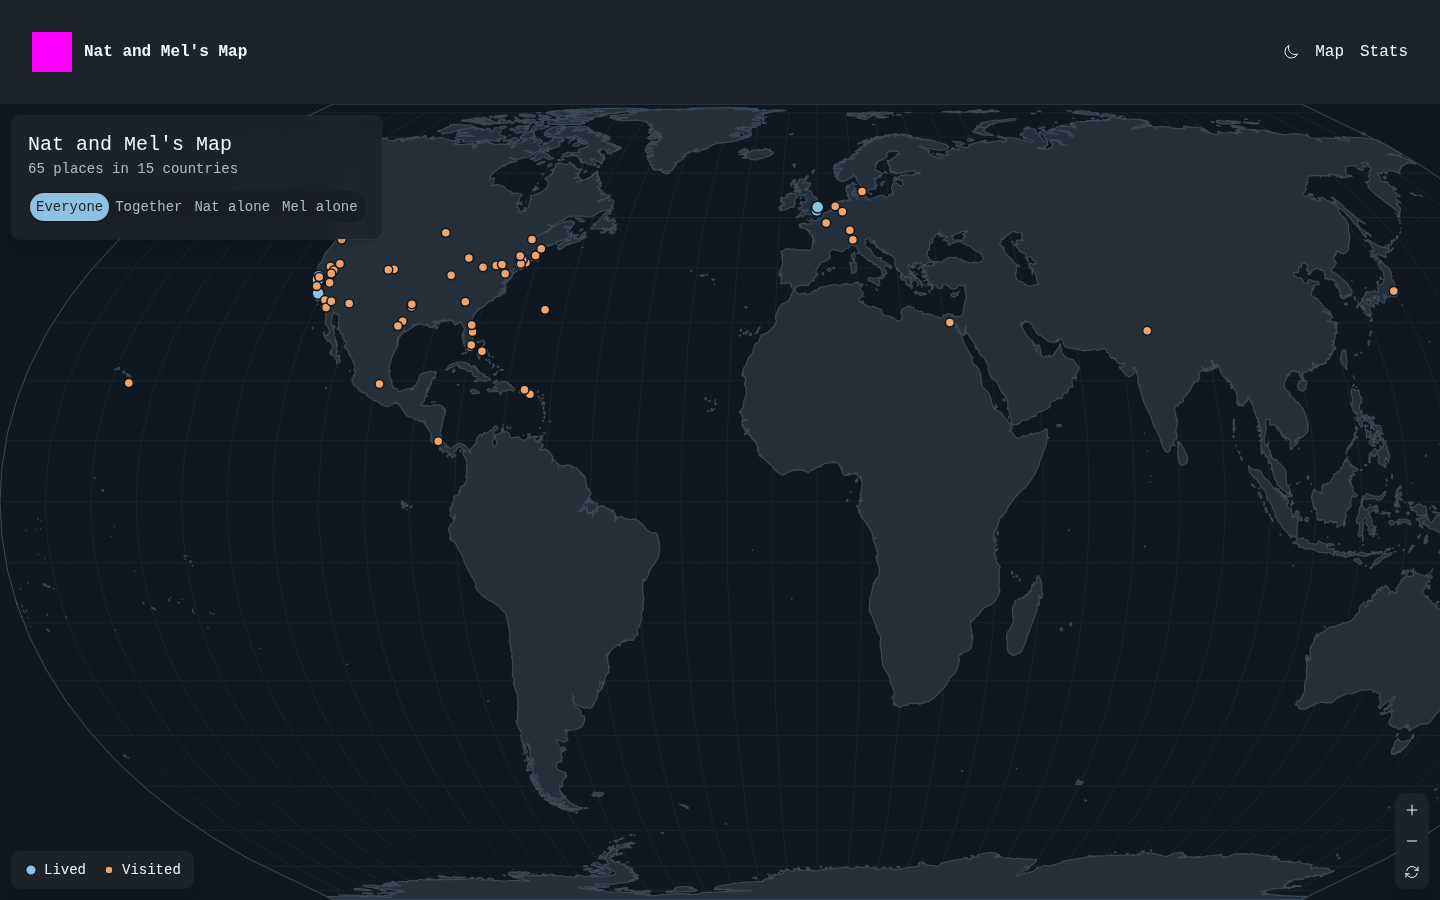 Nat and Mel's Map
Map Stats
Nat and Mel's Map
65 places in 15 countries
Everyone Together Nat alone Mel alone
Lived Visited